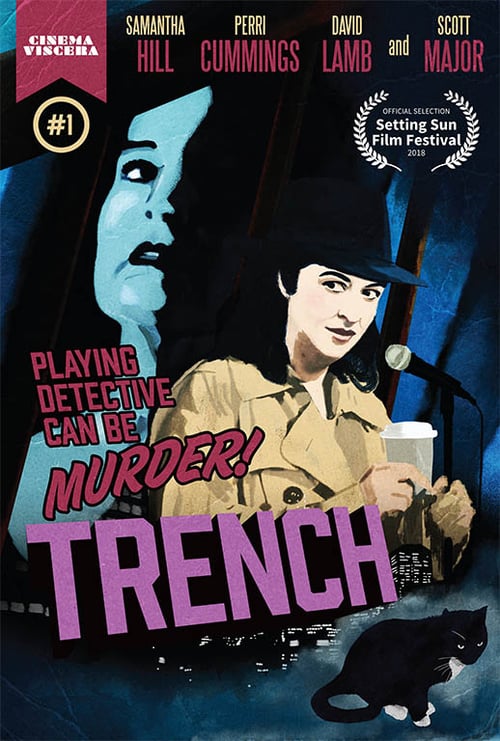 CINEMA
VISCERA
#1
SAMANTHA
HILL
PERRI
CUMMINGS
DAVID
LAMB
and
SCOTT
MAJOR
OFFICIAL SELECTION
Setting Sun
Film Festival
2018
PLAYING
DETECTIVE
CAN BE
MURDER!
TRENCH